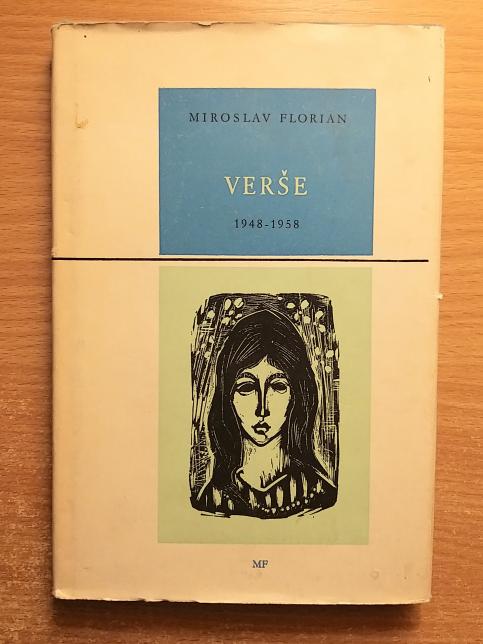 MIROSLAV FLORIAN
VERŠE
1948-1958
MF